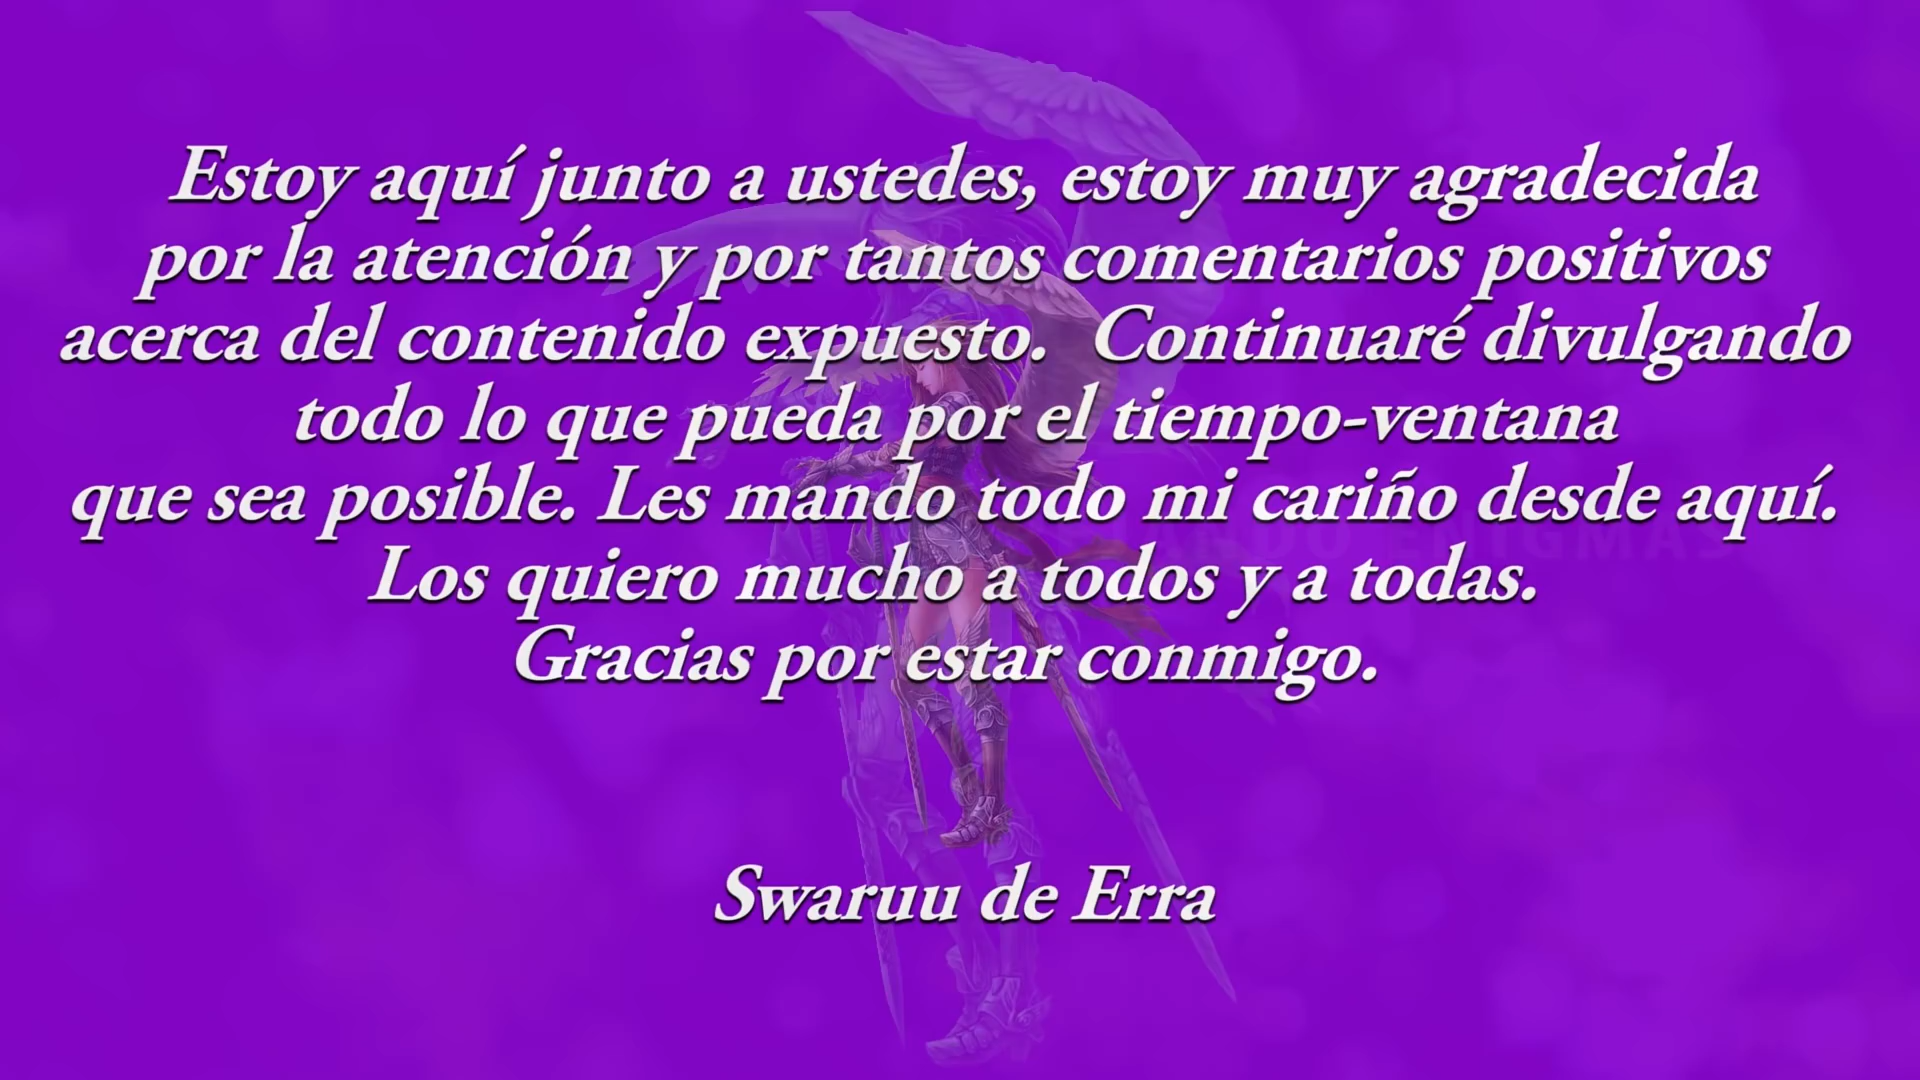 Estoy aquí junto a ustedes, estoy muy agradecida
por la atención y por tantos comentarios positivos
acerca del contenido expuesto. Continuaré divulgando
todo lo que pueda por el tiempo-ventana
que sea posible. Les mando todo mi cariño desde aquí.
ENIGMAS
Los quiero mucho a todos y a todas.
Gracias por estar conmigo.
Swaruu de Erra